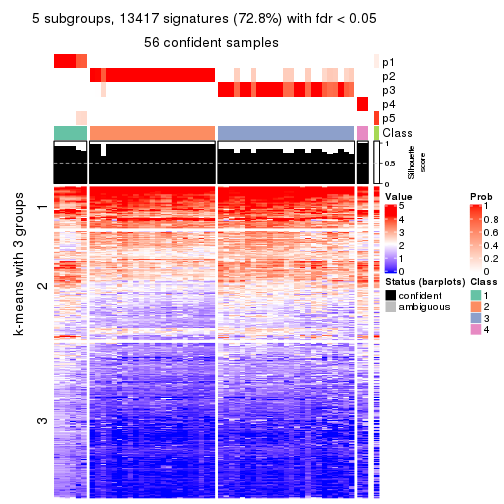 5 subgroups, 13417 signatures (72.8%) with fdr < 0.05
56 confident samples
p1
p2
p3
p4
p5
Class
1
0.5
0
Silhouette
score
k-means with 3 groups
1
2
3
Value
5
4
3
2
1
0
Prob
1
0.8
0.6
0.4
0.2
0
Status (barplots)
confident
ambiguous
Class
1
2
3
4